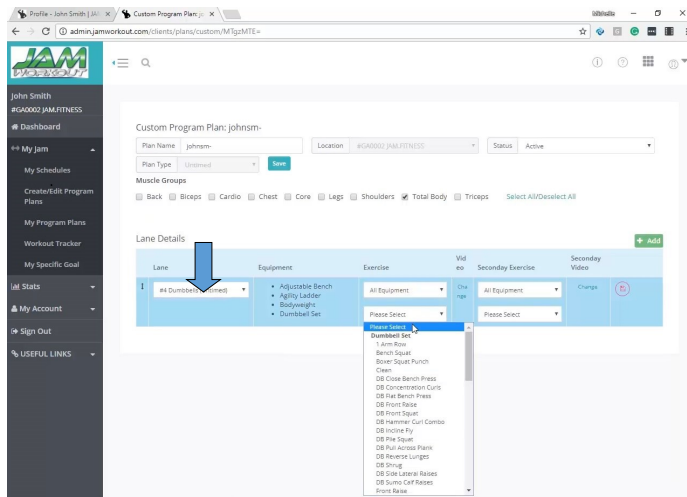 Profile - John Smith | JAM
Custom Program Plan: jo
Michelle
admin.jamworkout.com/clients/plans/custom/MTgzMTE=
JAM
WORKOUT
John Smith
#GA0002 JAM.FITNESS
Dashboard
My Jam
My Schedules
Create/Edit Program
Plans
My Program Plans
Workout Tracker
My Specific Goal
Stats
My Account
Sign Out
USEFUL LINKS
Custom Program Plan: johnsm-
Plan Name johnsm- Location #GA0002 JAM.FITNESS Status Active
Plan Type Untimed Save
Muscle Groups
Back Biceps Cardio Chest Core Legs Shoulders Total Body Triceps Select All/Deselect All
Lane Details
+ Add
Lane Equipment Exercise Vid
eo Seconday Exercise Seconday
Video
1 #4 Dumbbells timed)
Adjustable Bench
Agility Ladder
Bodyweight
Dumbbell Set
All Equipment Cha
nge All Equipment Change
Please Select Please Select
Please Select
Dumbbell Set
1 Arm Row
Bench Squat
Boxer Squat Punch
Clean
DB Close Bench Press
DB Concentration Curls
DB Flat Bench Press
DB Front Raise
DB Front Squat
DB Hammer Curl Combo
DB Incline Fly
DB Plie Squat
DB Pull Across Plank
DB Reverse Lunges
DB Shrug
DB Side Lateral Raises
DB Sumo Calf Raises
Front Raise